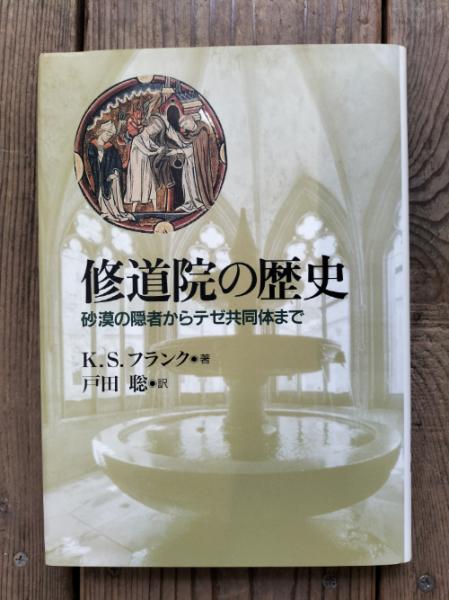 修道院の歴史
砂漠の隠者からテゼ共同体まで
K.S.フランク●著
戸田 聡●訳